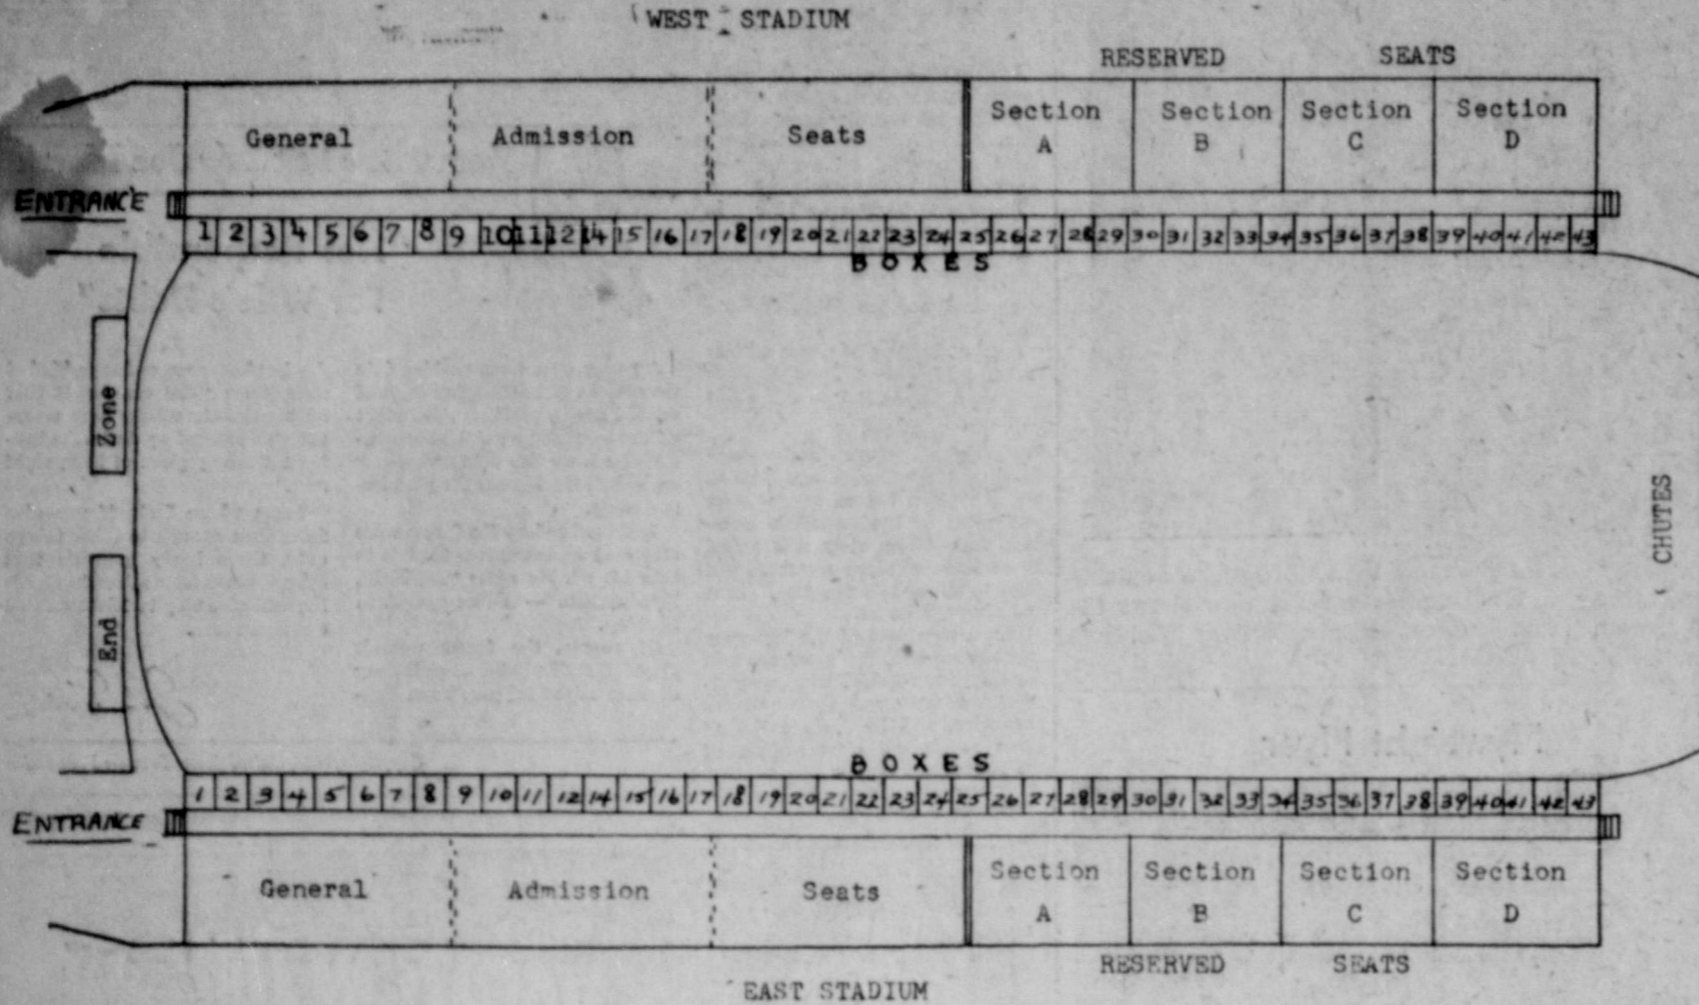 WEST STADIUM
RESERVED SEATS
General Admission Seats
Section A
Section B
Section C
Section D
ENTRANCE
1 2 3 4 5 6 7 8 9 10 11 12 14 15 16 17 18 19 20 21 22 23 24 25 26 27 28 29 30 31 32 33 34 35 36 37 38 39 40 41 42 43
BOXES
Zone
End
CHUTES
BOXES
1 2 3 4 5 6 7 8 9 10 11 12 14 15 16 17 18 19 20 21 22 23 24 25 26 27 28 29 30 31 32 33 34 35 36 37 38 39 40 41 42 43
ENTRANCE
General Admission Seats
Section A
Section B
Section C
Section D
RESERVED SEATS
EAST STADIUM